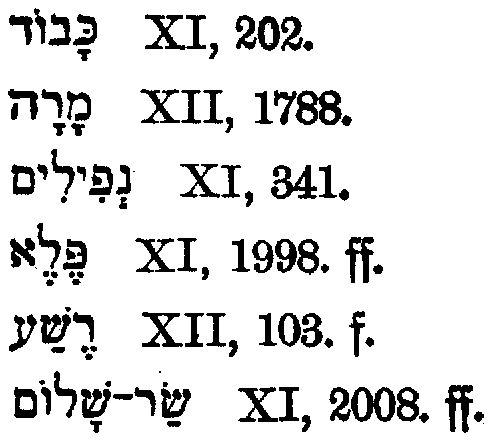 כָּבוֹד XI, 202.
מָרָה XII, 1788.
נְפִילִים XI, 341.
פֶּלֶא XI, 1998. ff.
רֶשַׁע XII, 103. f.
שַׂר-שָׁלוֹם XI, 2008. ff.